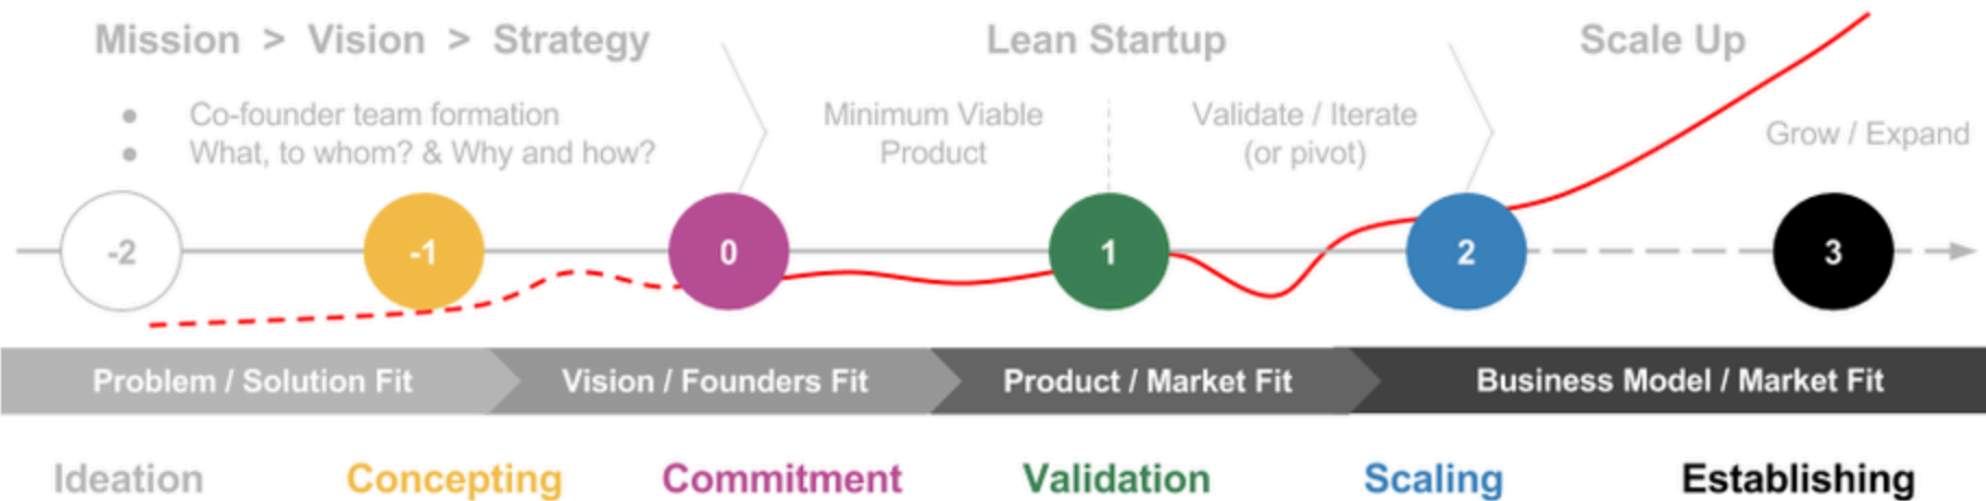 Mission > Vision > Strategy
Lean Startup
Scale Up
● Co-founder team formation
● What, to whom? & Why and how?
Minimum Viable
Product
Validate / Iterate
(or pivot)
Grow / Expand
-2
-1
0
1
2
3
Problem / Solution Fit
Vision / Founders Fit
Product / Market Fit
Business Model / Market Fit
Ideation
Concepting
Commitment
Validation
Scaling
Establishing